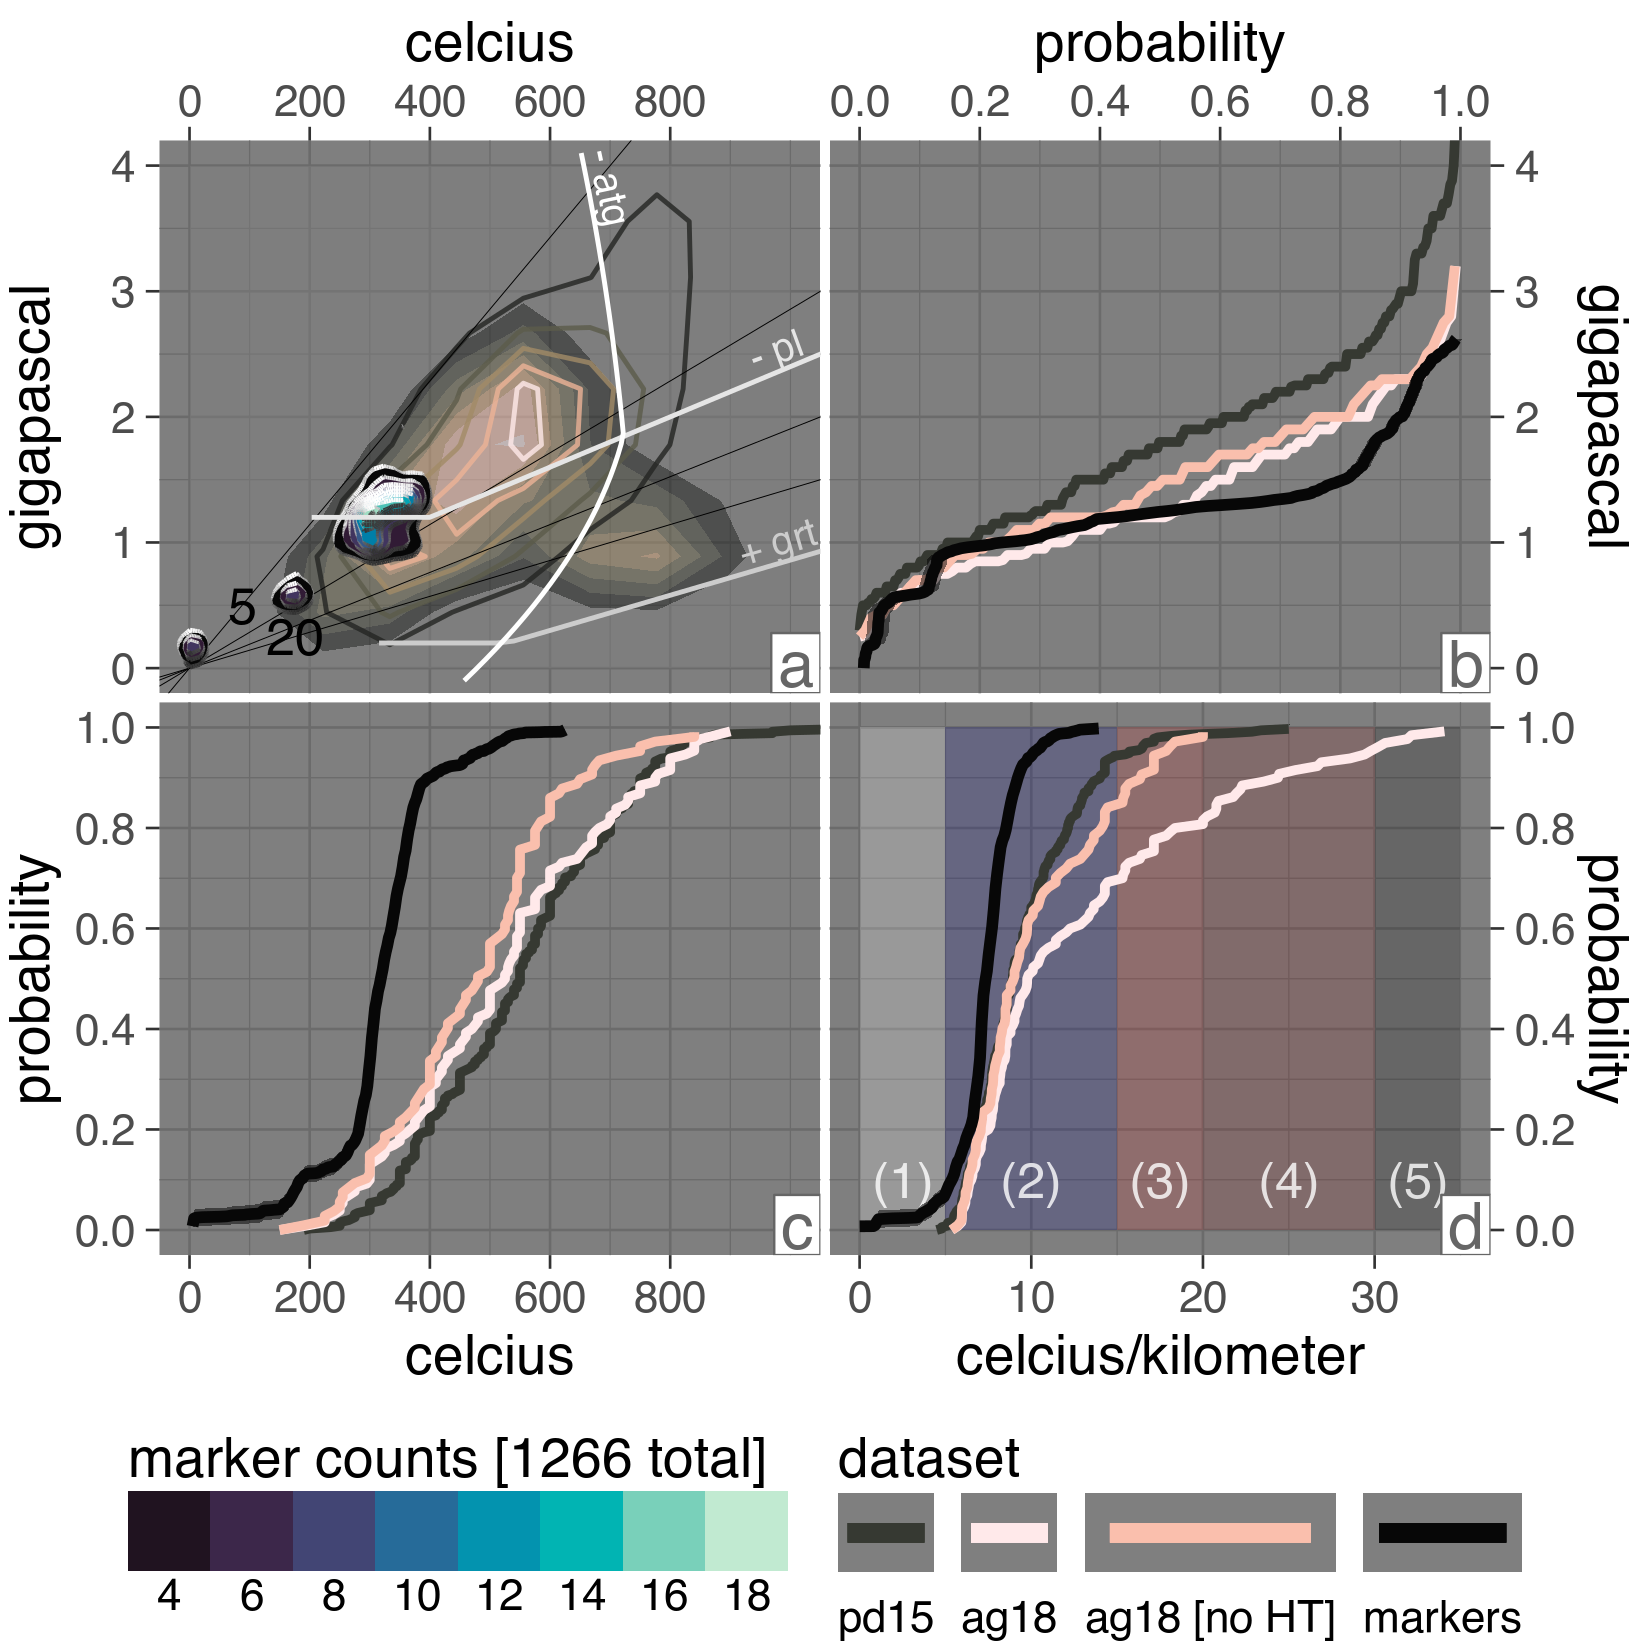 celcius
probability
0 200 400 600 800
0.0 0.2 0.4 0.6 0.8 1.0
4
3
2
1
0
gigapascal
- atg
- pl
+ grt
5
20
a
4
3
2
1
0
gigapascal
b
1.0
0.8
0.6
0.4
0.2
0.0
probability
c
(1) (2) (3) (4) (5)
d
1.0
0.8
0.6
0.4
0.2
0.0
probability
0 200 400 600 800
0 10 20 30
celcius
celcius/kilometer
marker counts [1266 total]
4 6 8 10 12 14 16 18
dataset
pd15 ag18 ag18 [no HT] markers